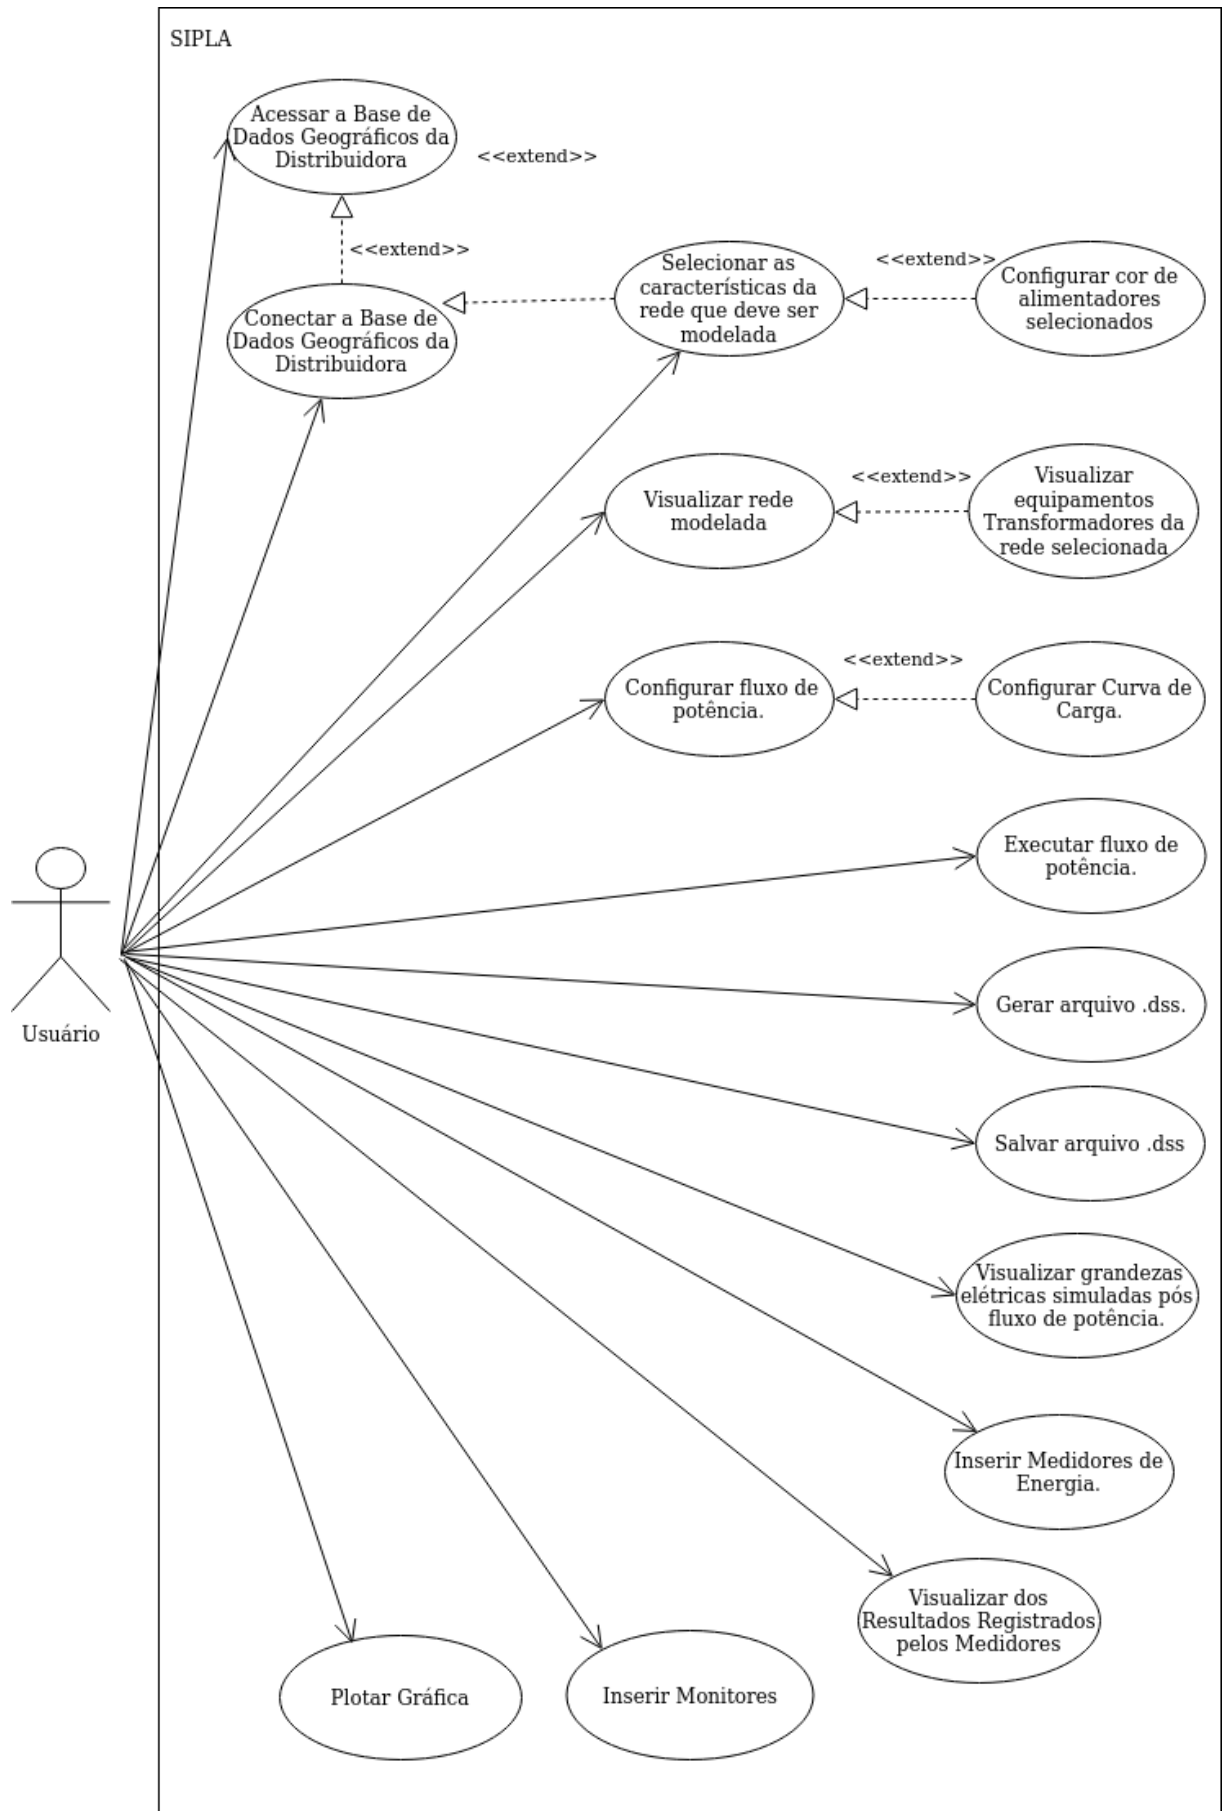 SIPLA
Acessar a Base de
Dados Geográficos da
Distribuidora
<<extend>>
<<extend>>
Conectar a Base de
Dados Geográficos da
Distribuidora
Selecionar as
características da
rede que deve ser
modelada
<<extend>>
Configurar cor de
alimentadores
selecionados
Visualizar rede
modelada
<<extend>>
Visualizar
equipamentos
Transformadores da
rede selecionada
Configurar fluxo de
potência.
<<extend>>
Configurar Curva de
Carga.
Executar fluxo de
potência.
Usuário
Gerar arquivo .dss.
Salvar arquivo .dss
Visualizar grandezas
elétricas simuladas pós
fluxo de potência.
Inserir Medidores de
Energia.
Visualizar dos
Resultados Registrados
pelos Medidores
Plotar Gráfica
Inserir Monitores